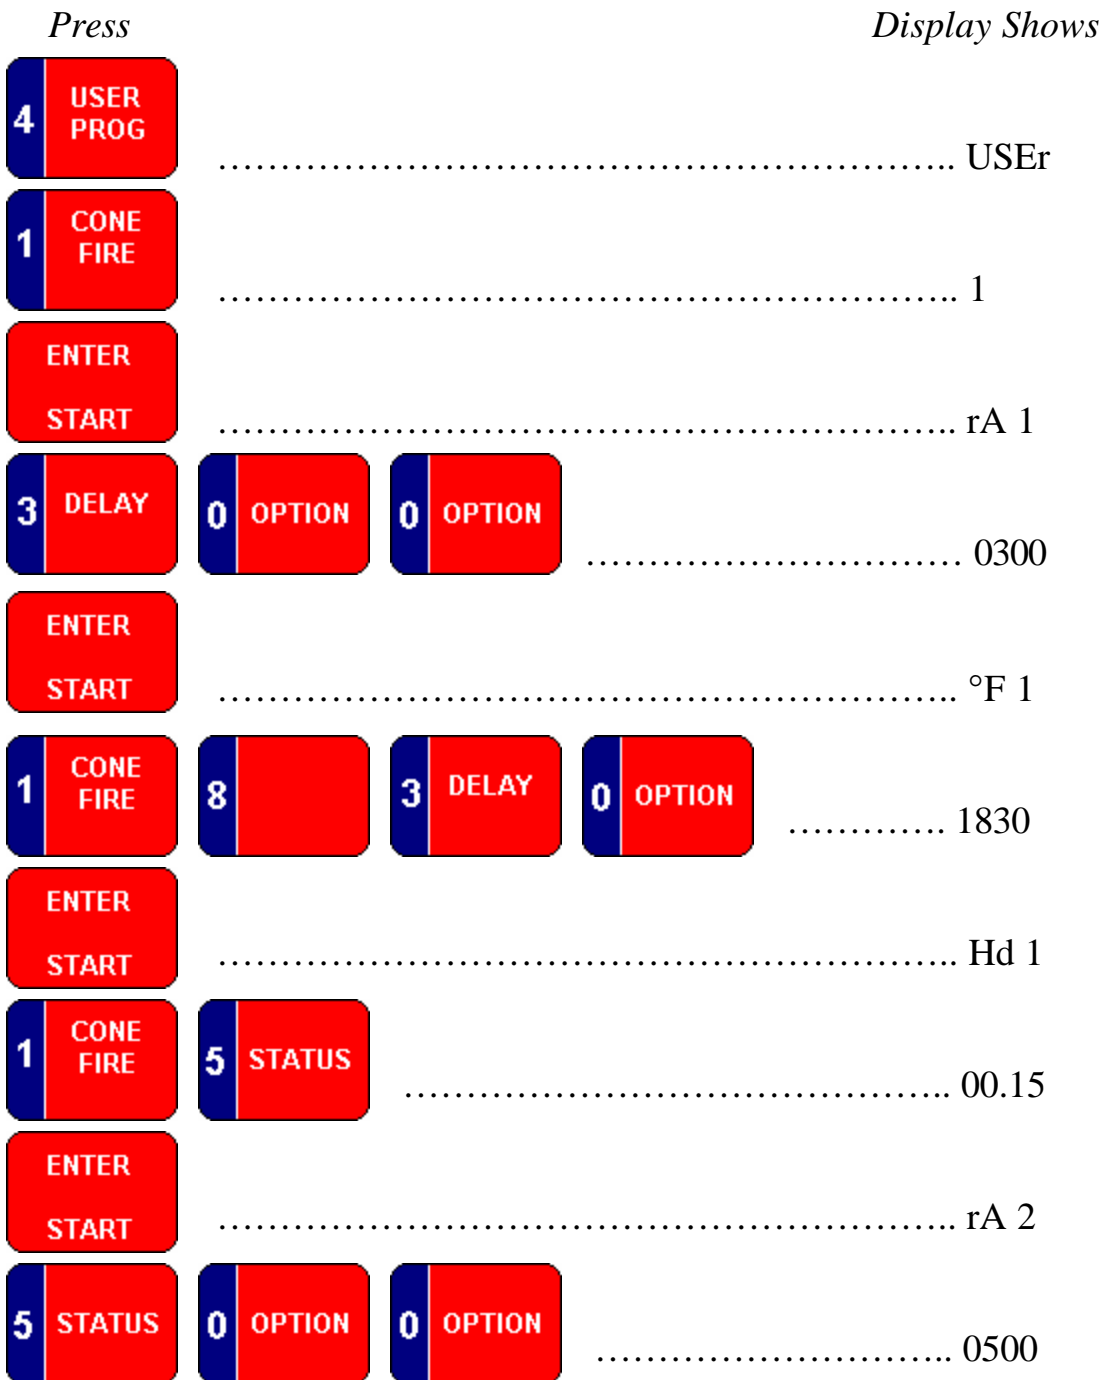 Press Display Shows
4 USER PROG ………………………………………………….. USEr
1 CONE FIRE ………………………………………………….. 1
ENTER START ………………………………………………….. rA 1
3 DELAY 0 OPTION 0 OPTION ………………………… 0300
ENTER START ………………………………………………….. °F 1
1 CONE FIRE 8 3 DELAY 0 OPTION …………. 1830
ENTER START ………………………………………………….. Hd 1
1 CONE FIRE 5 STATUS …………………………………….. 00.15
ENTER START ………………………………………………….. rA 2
5 STATUS 0 OPTION 0 OPTION ……………………….. 0500